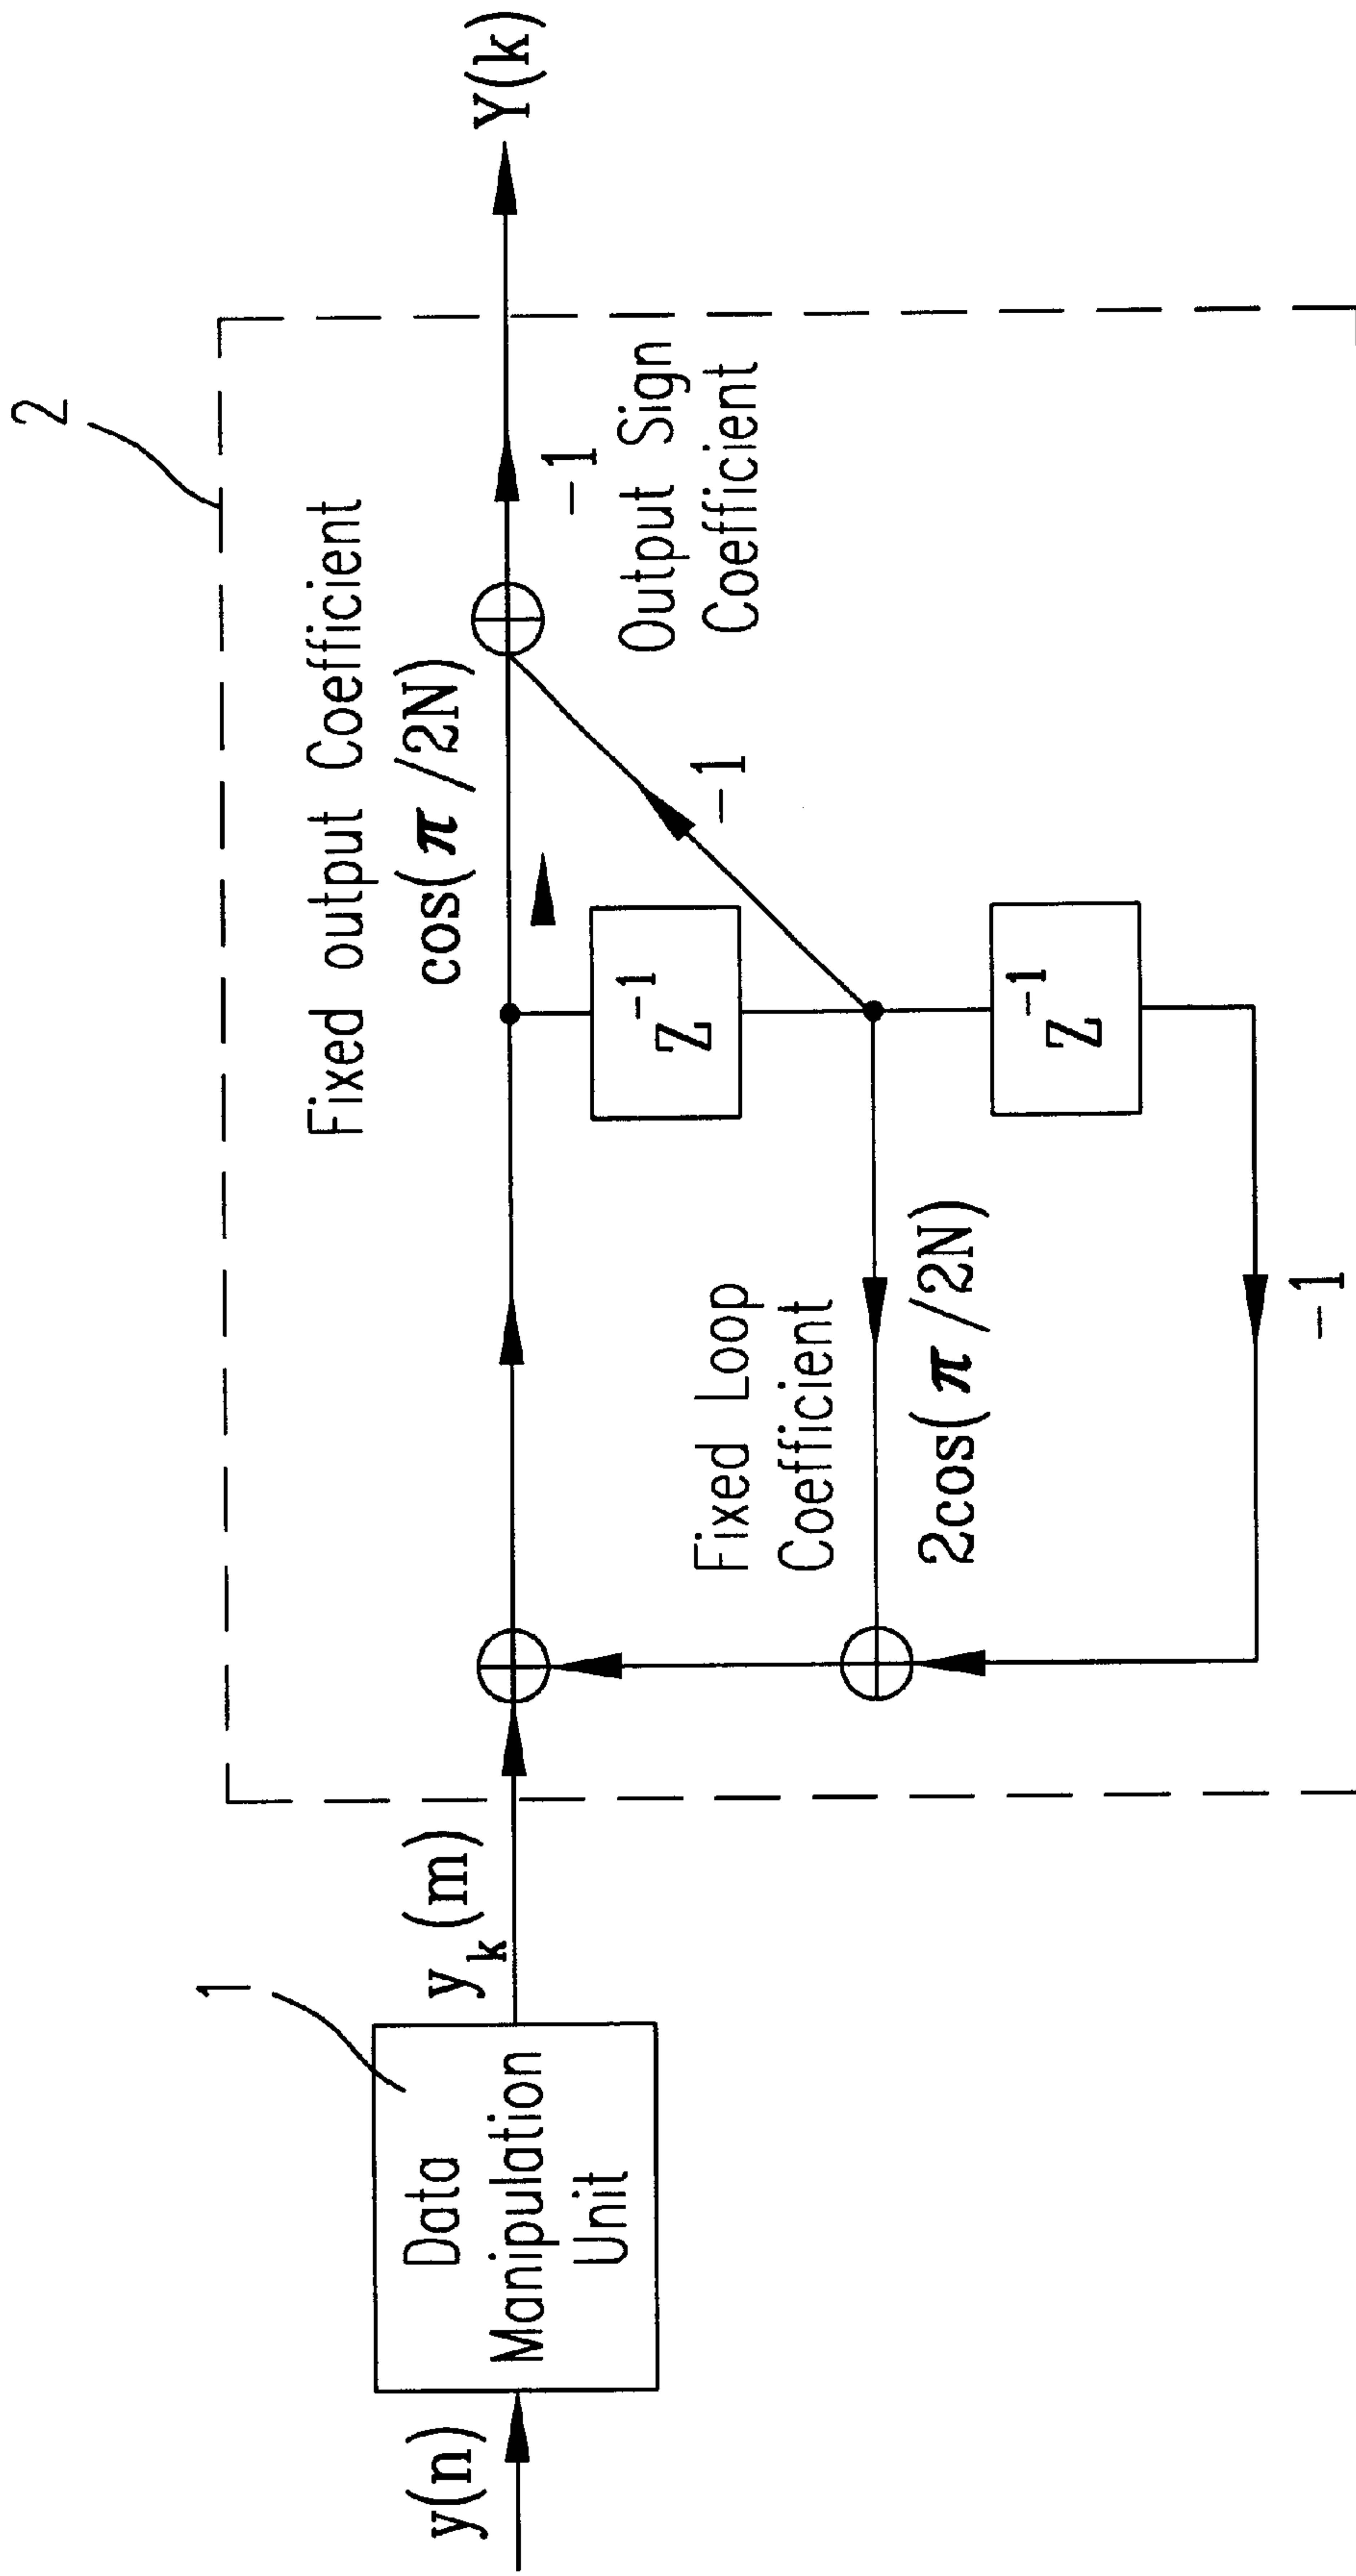 y(n)
1
Data
Manipulation
Unit
y_k(m)
2
Fixed output Coefficient
cos(π/2N)
Z^-1
-1
Output Sign
Coefficient
-1
Y(k)
Fixed Loop
Coefficient
2cos(π/2N)
Z^-1
-1